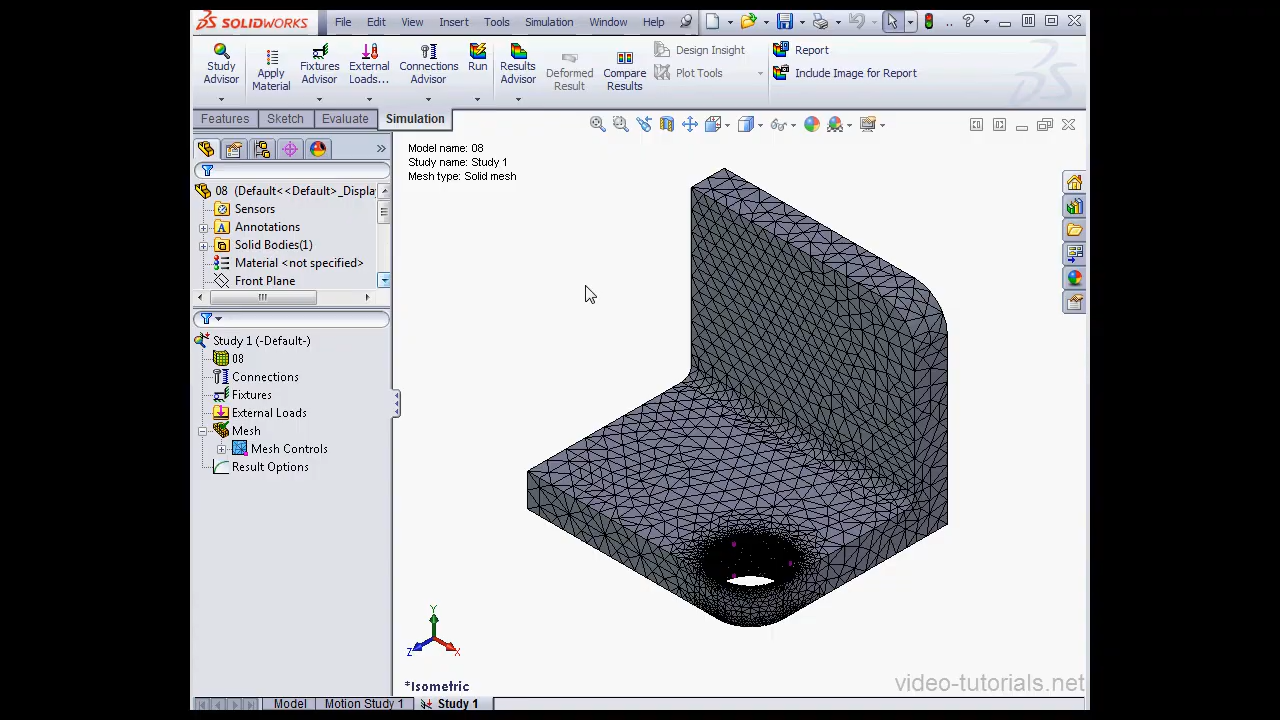 SOLIDWORKS File Edit View Insert Tools Simulation Window Help
Study Advisor
Apply Material
Fixtures Advisor
External Loads...
Connections Advisor
Run
Results Advisor
Deformed Result
Compare Results
Design Insight
Plot Tools
Report
Include Image for Report
Features Sketch Evaluate Simulation
08 (Default<<Default>_Displa
Sensors
Annotations
Solid Bodies(1)
Material <not specified>
Front Plane
Study 1 (-Default-)
08
Connections
Fixtures
External Loads
Mesh
Mesh Controls
Result Options
Model name: 08
Study name: Study 1
Mesh type: Solid mesh
Y
Z
X
*Isometric
video-tutorials.net
Model Motion Study 1 Study 1